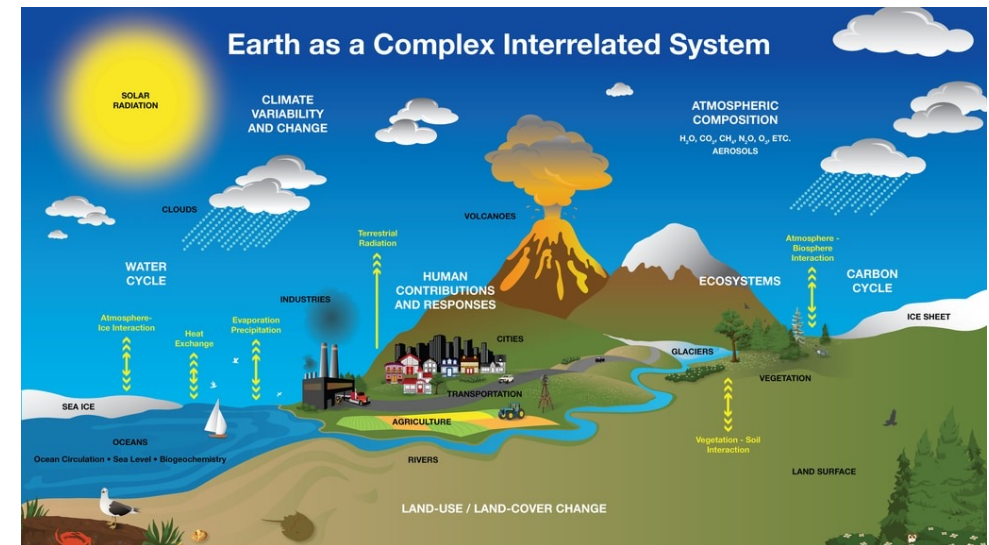 Earth as a Complex Interrelated System
SOLAR
RADIATION
CLIMATE
VARIABILITY
AND CHANGE
ATMOSPHERIC
COMPOSITION
H₂O, CO₂, CH₄, N₂O, O₃, ETC.
AEROSOLS
CLOUDS
VOLCANOES
Terrestrial
Radiation
Atmosphere -
Biosphere
Interaction
WATER
CYCLE
HUMAN
CONTRIBUTIONS
AND RESPONSES
ECOSYSTEMS
CARBON
CYCLE
INDUSTRIES
Atmosphere-
Ice Interaction
Heat
Exchange
Evaporation
Precipitation
ICE SHEET
CITIES
GLACIERS
VEGETATION
TRANSPORTATION
SEA ICE
AGRICULTURE
OCEANS
Ocean Circulation • Sea Level • Biogeochemistry
RIVERS
Vegetation - Soil
Interaction
LAND SURFACE
LAND-USE / LAND-COVER CHANGE